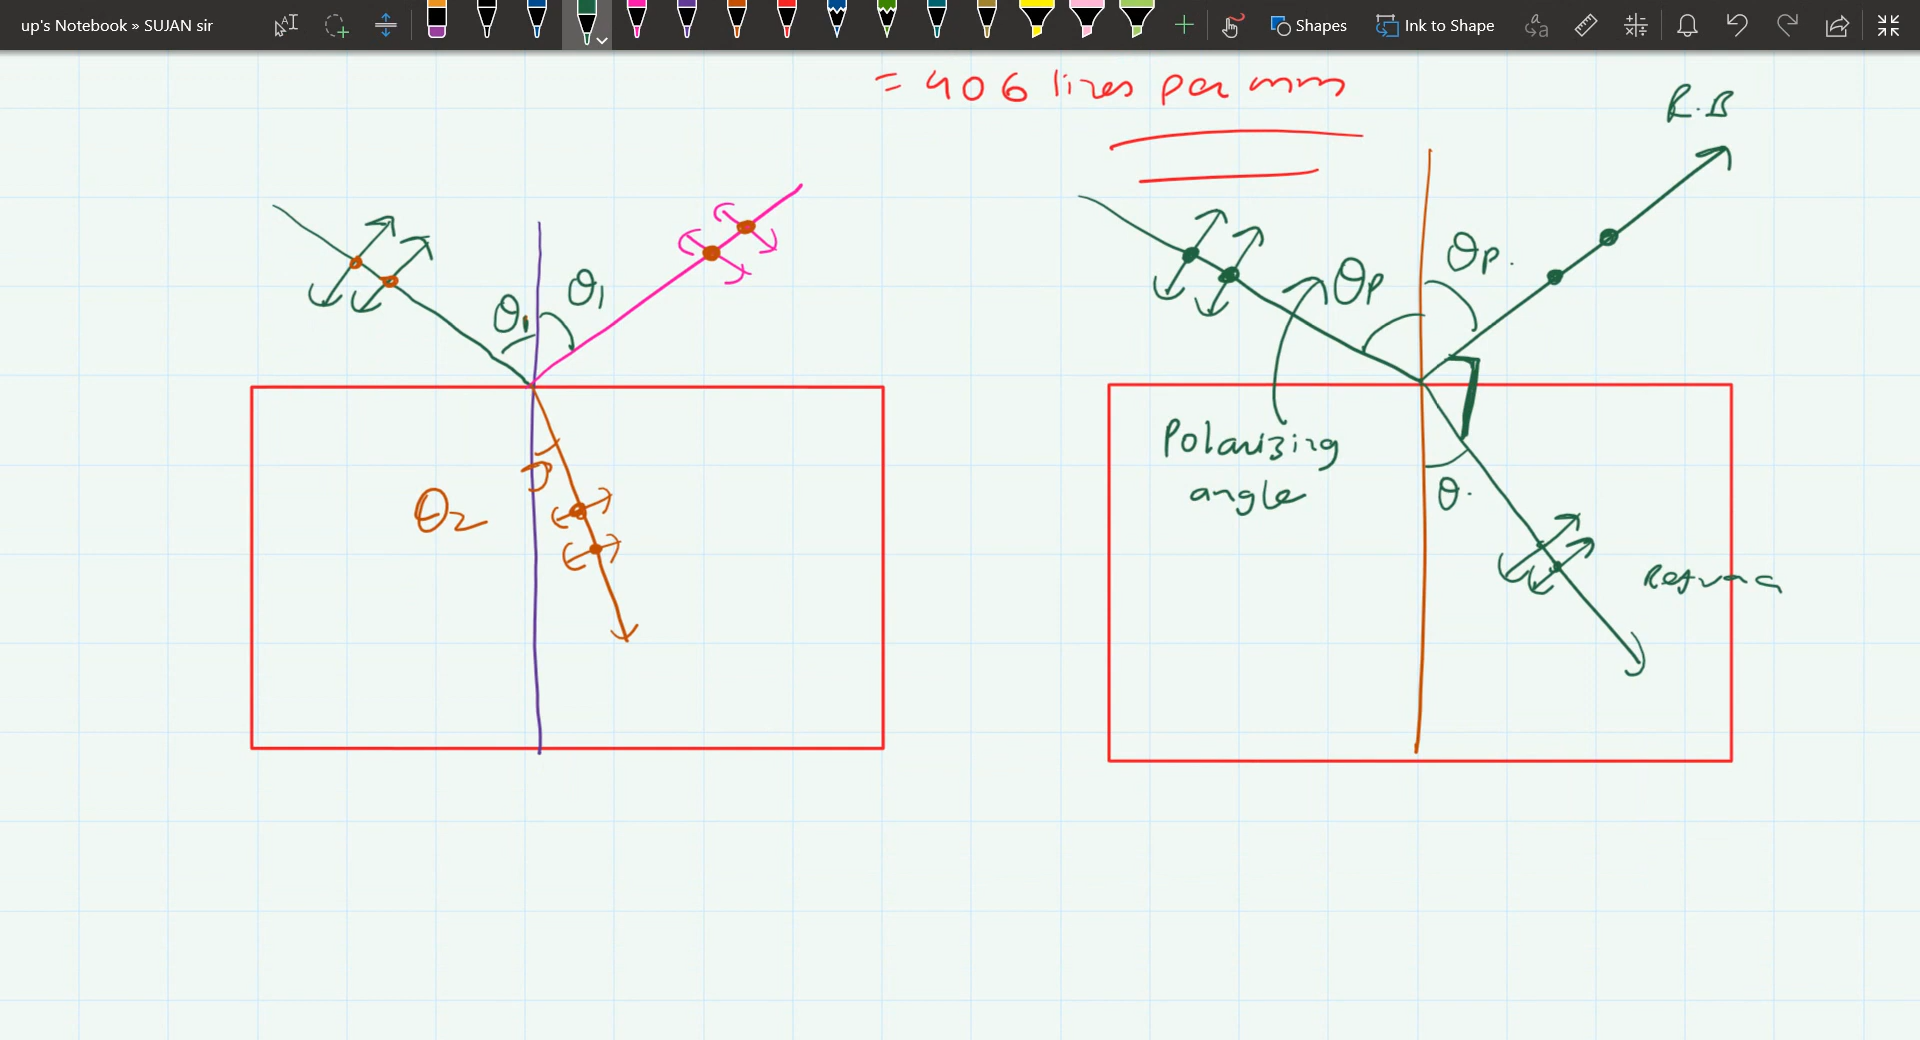 up's Notebook » SUJAN sir
Shapes
Ink to Shape
= 406 lines per mm
R.B
θ1
θ1
θp
θp.
Polarizing
angle
θ2
θ.